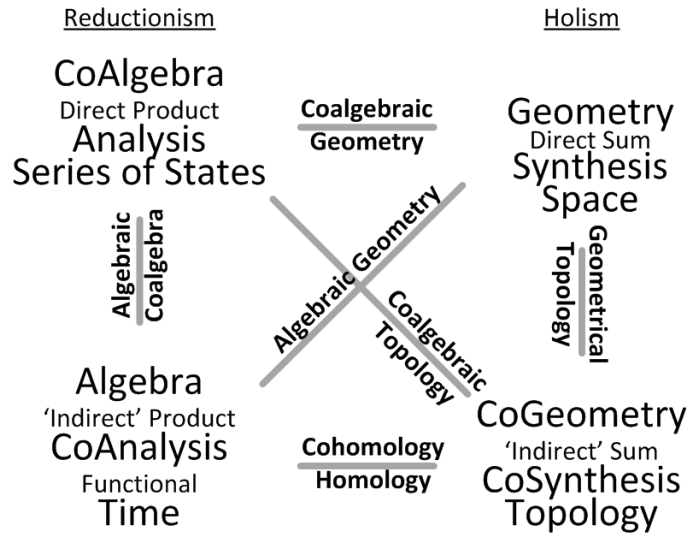 Reductionism
Holism
CoAlgebra
Direct Product
Analysis
Series of States
Coalgebraic
Geometry
Geometry
Direct Sum
Synthesis
Space
Algebraic
Coalgebra
Algebraic Geometry
Coalgebraic
Topology
Geometrical
Topology
Algebra
‘Indirect’ Product
CoAnalysis
Functional
Time
Cohomology
Homology
CoGeometry
‘Indirect’ Sum
CoSynthesis
Topology